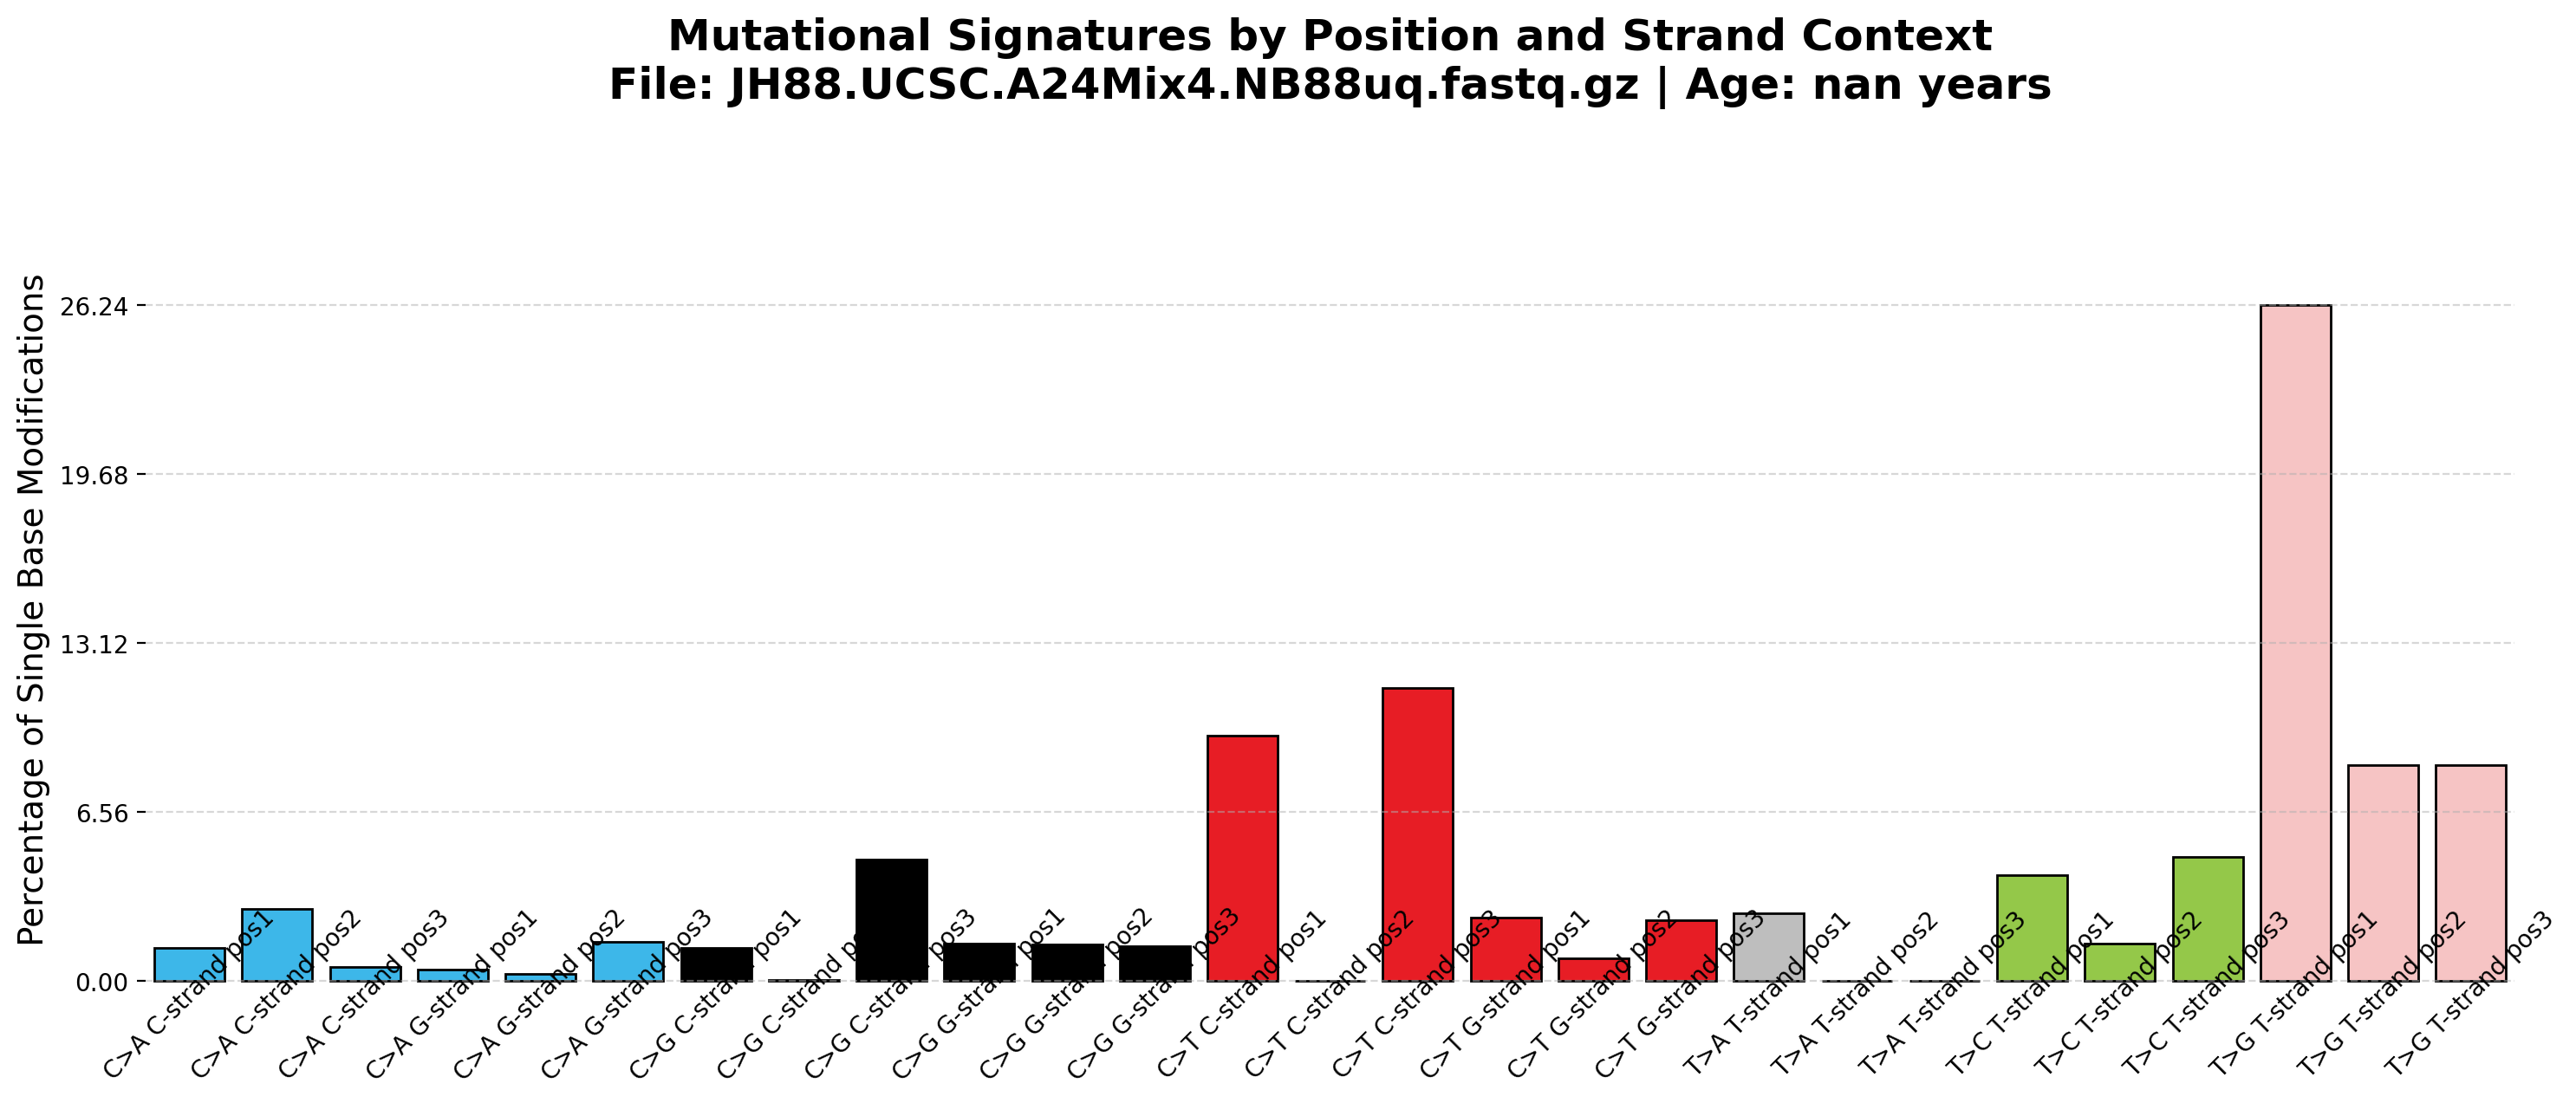 Mutational Signatures by Position and Strand Context
File: JH88.UCSC.A24Mix4.NB88uq.fastq.gz | Age: nan years
Percentage of Single Base Modifications
26.24
19.68
13.12
6.56
0.00
C>A C-strand pos1
C>A C-strand pos2
C>A C-strand pos3
C>A G-strand pos1
C>A G-strand pos2
C>A G-strand pos3
C>G C-strand pos1
C>G C-strand pos2
C>G C-strand pos3
C>G G-strand pos1
C>G G-strand pos2
C>G G-strand pos3
C>T C-strand pos1
C>T C-strand pos2
C>T C-strand pos3
C>T G-strand pos1
C>T G-strand pos2
C>T G-strand pos3
T>A T-strand pos1
T>A T-strand pos2
T>A T-strand pos3
T>C T-strand pos1
T>C T-strand pos2
T>C T-strand pos3
T>G T-strand pos1
T>G T-strand pos2
T>G T-strand pos3